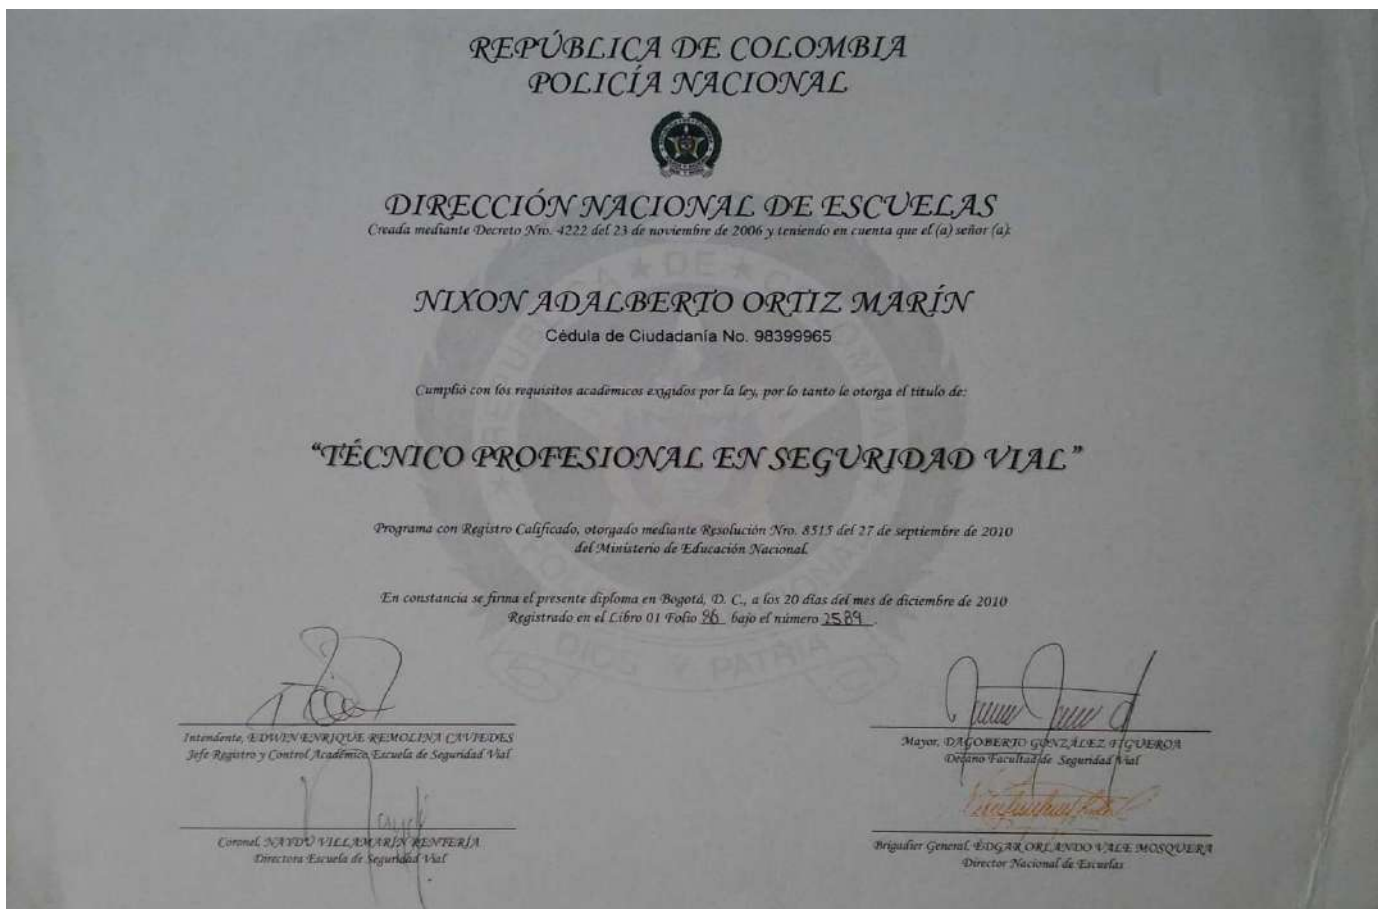 REPÚBLICA DE COLOMBIA
POLICÍA NACIONAL
DIRECCIÓN NACIONAL DE ESCUELAS
Creada mediante Decreto Nro. 4222 del 23 de noviembre de 2006 y teniendo en cuenta que el (a) señor (a):
NIXON ADALBERTO ORTIZ MARÍN
Cédula de Ciudadanía No. 98399965
Cumplió con los requisitos académicos exigidos por la ley, por lo tanto le otorga el título de:
“TÉCNICO PROFESIONAL EN SEGURIDAD VIAL”
Programa con Registro Calificado, otorgado mediante Resolución Nro. 8515 del 27 de septiembre de 2010
del Ministerio de Educación Nacional.
En constancia se firma el presente diploma en Bogotá, D. C., a los 20 días del mes de diciembre de 2010
Registrado en el Libro 01 Folio 96 bajo el número 2589.
Intendente, EDWIN ENRIQUE REMOLINA CAVIEDES
Jefe Registro y Control Académico Escuela de Seguridad Vial
Mayor, DAGOBERTO GONZÁLEZ FIGUEROA
Decano Facultad de Seguridad Vial
Coronel, NAYDÚ VILLAMARÍN RENTERÍA
Directora Escuela de Seguridad Vial
Brigadier General, ÉDGAR ORLANDO VALE MOSQUERA
Director Nacional de Escuelas
DIOS Y PATRIA